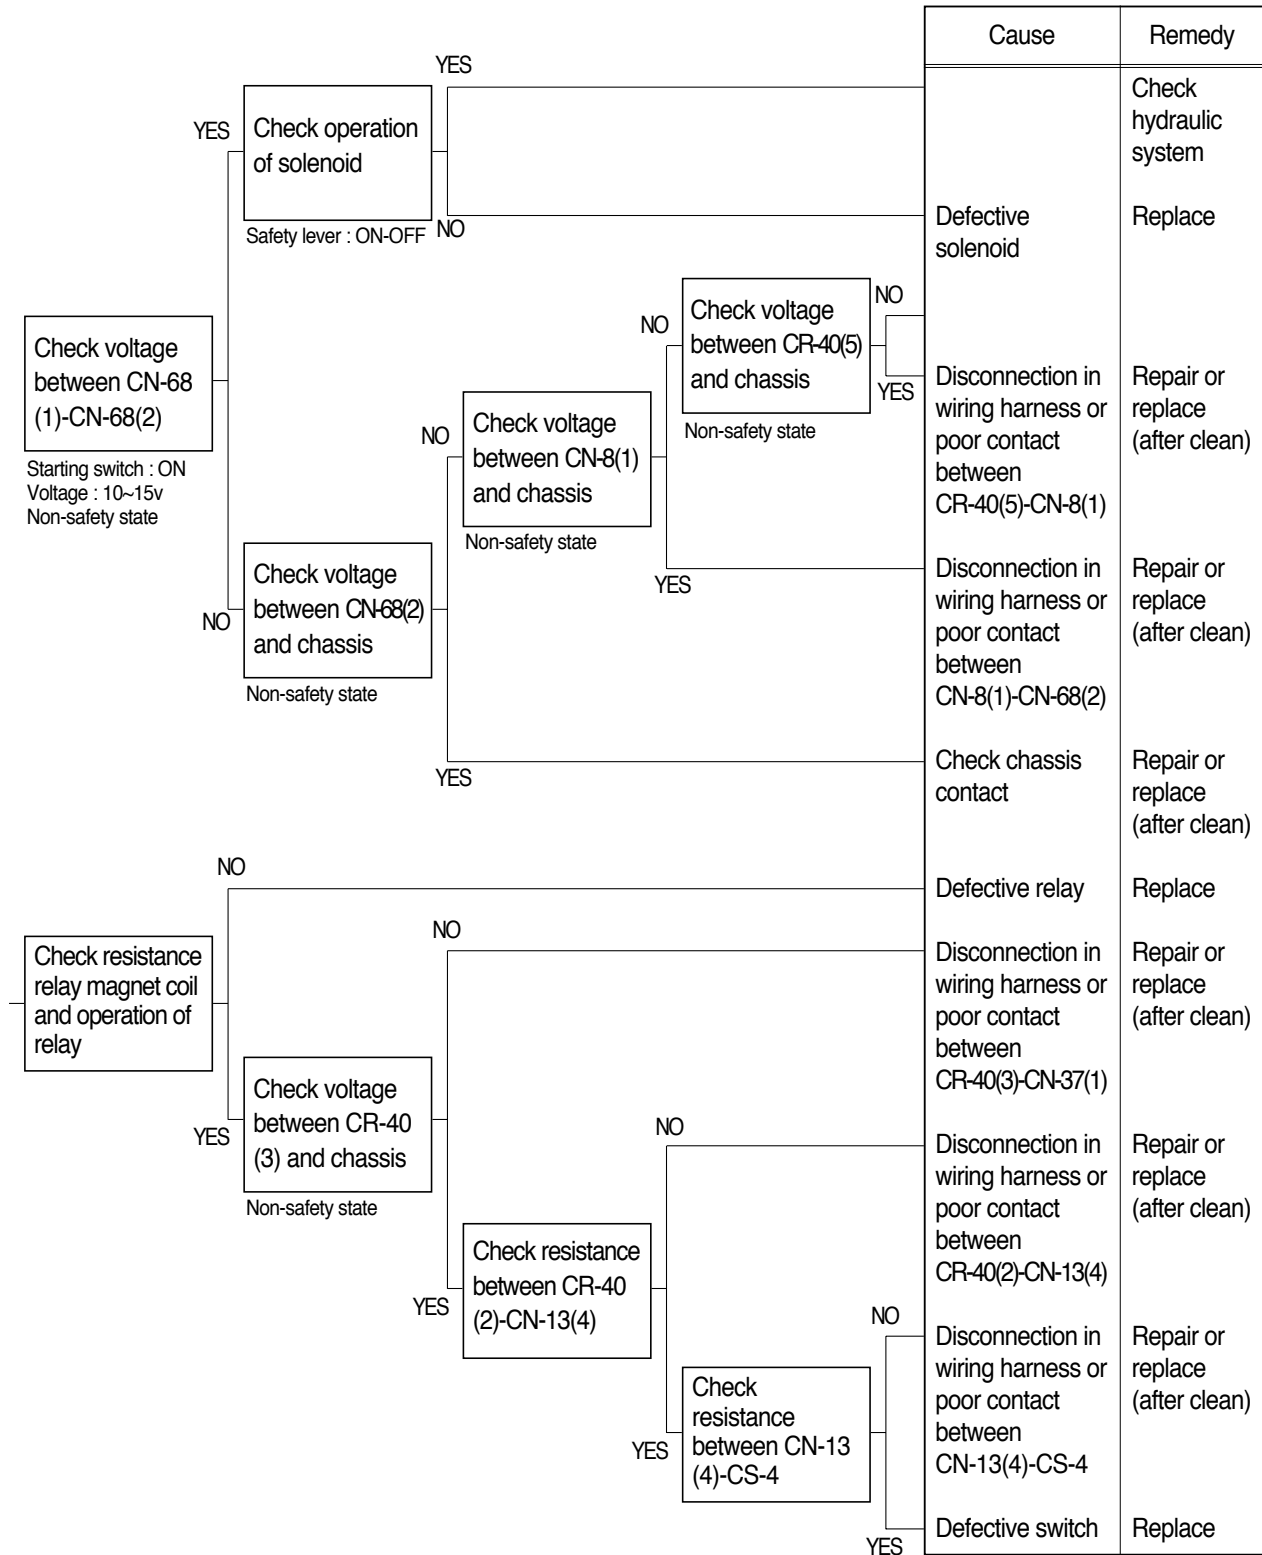 Cause
Remedy
YES
Check
hydraulic
system
YES
Check operation
of solenoid
Safety lever : ON-OFF
NO
Defective
solenoid
Replace
Check voltage
between CN-68
(1)-CN-68(2)
Starting switch : ON
Voltage : 10~15v
Non-safety state
NO
Check voltage
between CR-40(5)
and chassis
Non-safety state
NO
YES
Disconnection in
wiring harness or
poor contact
between
CR-40(5)-CN-8(1)
Repair or
replace
(after clean)
NO
Check voltage
between CN-8(1)
and chassis
Non-safety state
YES
Disconnection in
wiring harness or
poor contact
between
CN-8(1)-CN-68(2)
Repair or
replace
(after clean)
NO
Check voltage
between CN-68(2)
and chassis
Non-safety state
YES
Check chassis
contact
Repair or
replace
(after clean)
NO
Defective relay
Replace
Check resistance
relay magnet coil
and operation of
relay
NO
Disconnection in
wiring harness or
poor contact
between
CR-40(3)-CN-37(1)
Repair or
replace
(after clean)
YES
Check voltage
between CR-40
(3) and chassis
Non-safety state
NO
Disconnection in
wiring harness or
poor contact
between
CR-40(2)-CN-13(4)
Repair or
replace
(after clean)
YES
Check resistance
between CR-40
(2)-CN-13(4)
NO
Disconnection in
wiring harness or
poor contact
between
CN-13(4)-CS-4
Repair or
replace
(after clean)
YES
Check
resistance
between CN-13
(4)-CS-4
YES
Defective switch
Replace